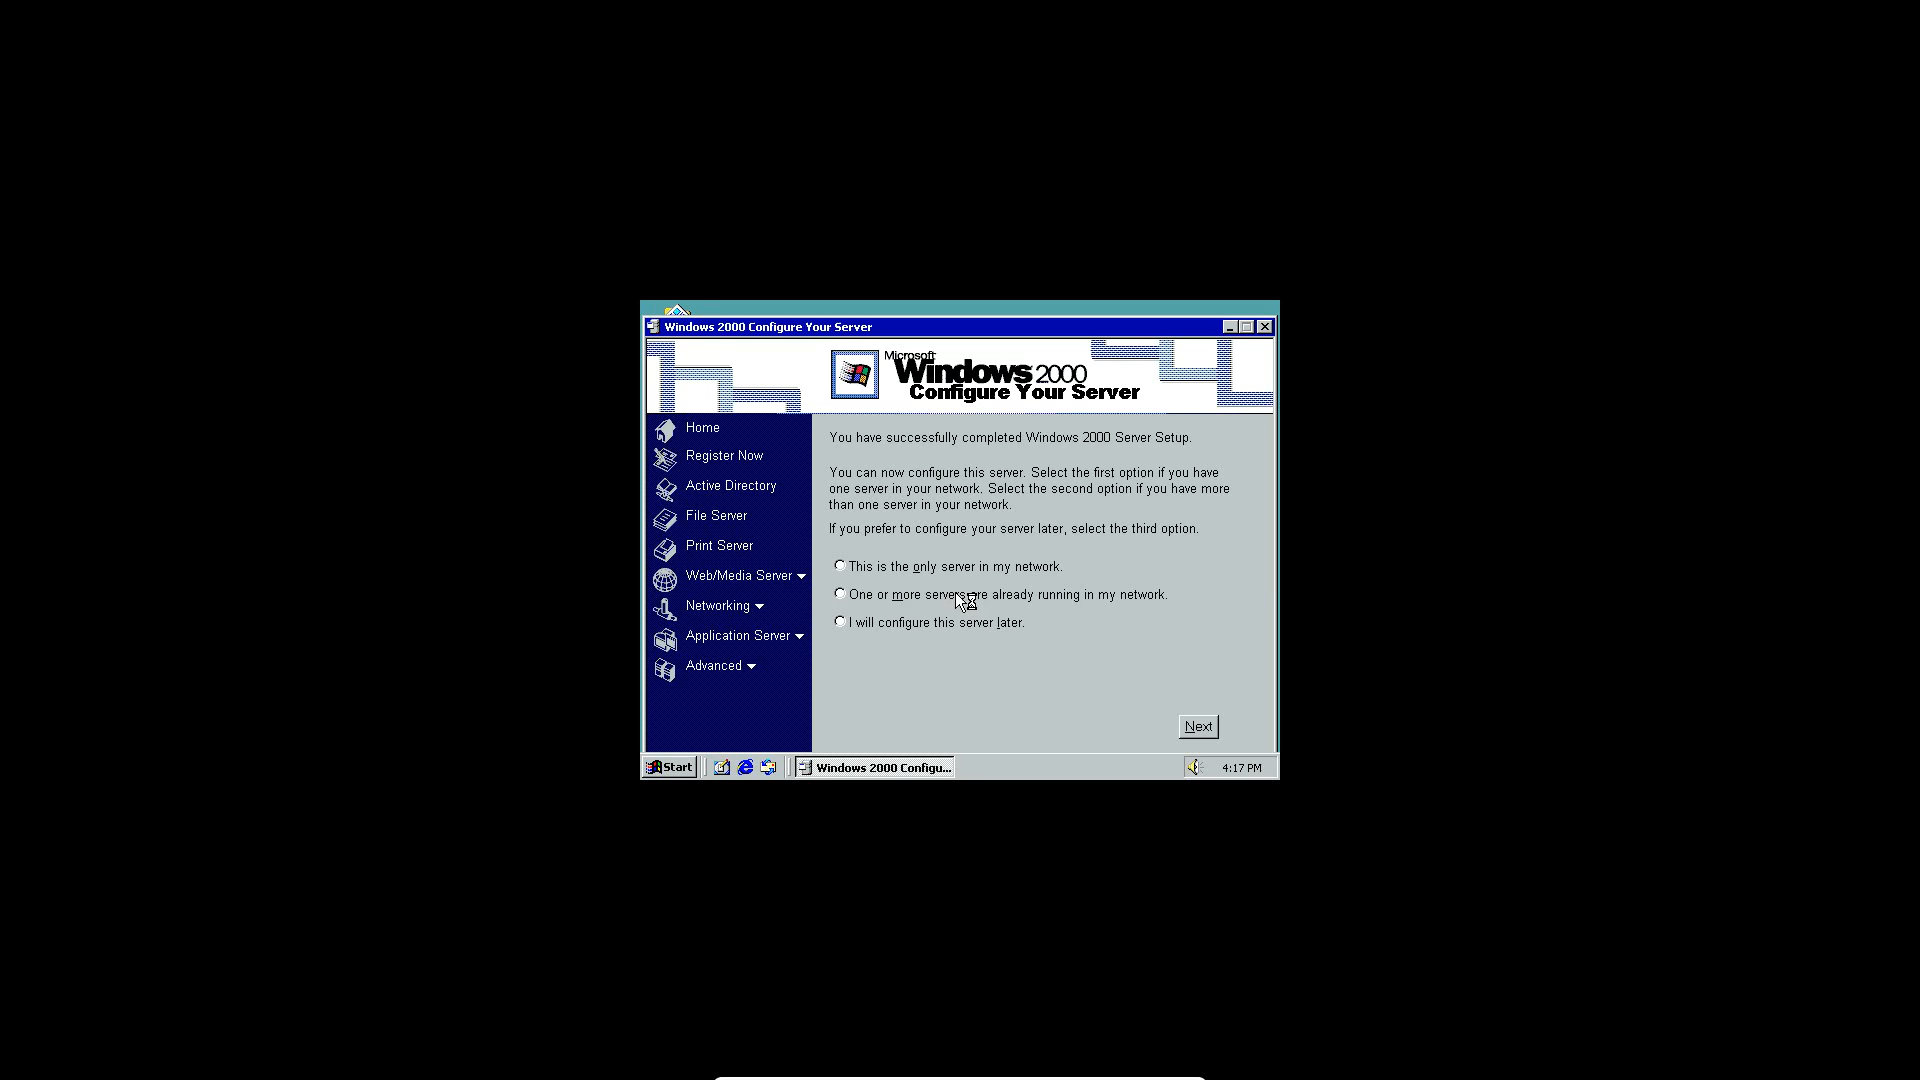 Windows 2000 Configure Your Server
Microsoft
Windows 2000
Configure Your Server
Home
Register Now
Active Directory
File Server
Print Server
Web/Media Server
Networking
Application Server
Advanced
You have successfully completed Windows 2000 Server Setup.
You can now configure this server. Select the first option if you have
one server in your network. Select the second option if you have more
than one server in your network.
If you prefer to configure your server later, select the third option.
This is the only server in my network.
One or more servers are already running in my network.
I will configure this server later.
Next
Start
Windows 2000 Configu...
4:17 PM